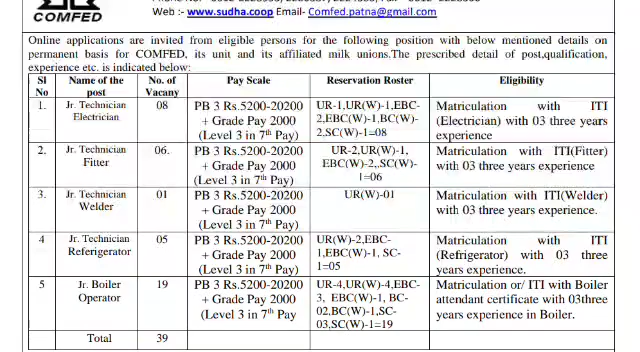 COMFED
Web :- www.sudha.coop Email- Comfed.patna@gmail.com
Online applications are invited from eligible persons for the following position with below mentioned details on
permanent basis for COMFED, its unit and its affiliated milk unions.The prescribed detail of post,qualification,
experience etc. is indicated below:
Sl No Name of the post No. of Vacany Pay Scale Reservation Roster Eligibility
1. Jr. Technician Electrician 08 PB 3 Rs.5200-20200 + Grade Pay 2000 (Level 3 in 7th Pay) UR-1,UR(W)-1,EBC-2,EBC(W)-1,BC(W)-2.SC(W)-1=08 Matriculation with ITI (Electrician) with 03 three years experience
2. Jr. Technician Fitter 06. PB 3 Rs.5200-20200 + Grade Pay 2000 (Level 3 in 7th Pay) UR-2,UR(W)-1, EBC(W)-2,,SC(W)-1=06 Matriculation with ITI(Fitter) with 03 three years experience
3. Jr. Technician Welder 01 PB 3 Rs.5200-20200 + Grade Pay 2000 (Level 3 in 7th Pay) UR(W)-01 Matriculation with ITI(Welder) with 03 three years experience.
4 Jr. Technician Referigerator 05 PB 3 Rs.5200-20200 + Grade Pay 2000 (Level 3 in 7th Pay) UR(W)-2,EBC-1,EBC(W)-1, SC-1=05 Matriculation with ITI (Refrigerator) with 03 three years experience.
5 Jr. Boiler Operator 19 PB 3 Rs.5200-20200 + Grade Pay 2000 (Level 3 in 7th Pay UR-4,UR(W)-4,EBC-3, EBC(W)-1, BC-02,BC(W)-1,SC-03,SC(W)-1=19 Matriculation or/ ITI with Boiler attendant certificate with 03three years experience in Boiler.
Total 39